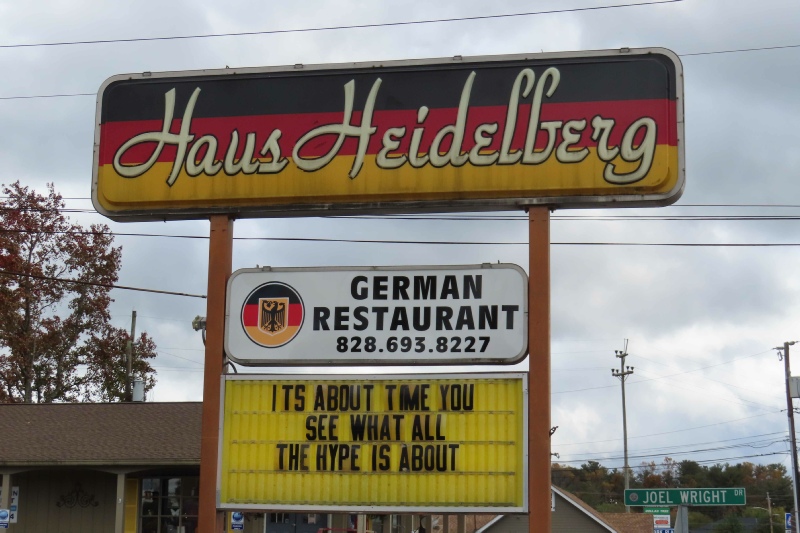 Haus Heidelberg
GERMAN
RESTAURANT
828.693.8227
ITS ABOUT TIME YOU
SEE WHAT ALL
THE HYPE IS ABOUT
JOEL WRIGHT DR